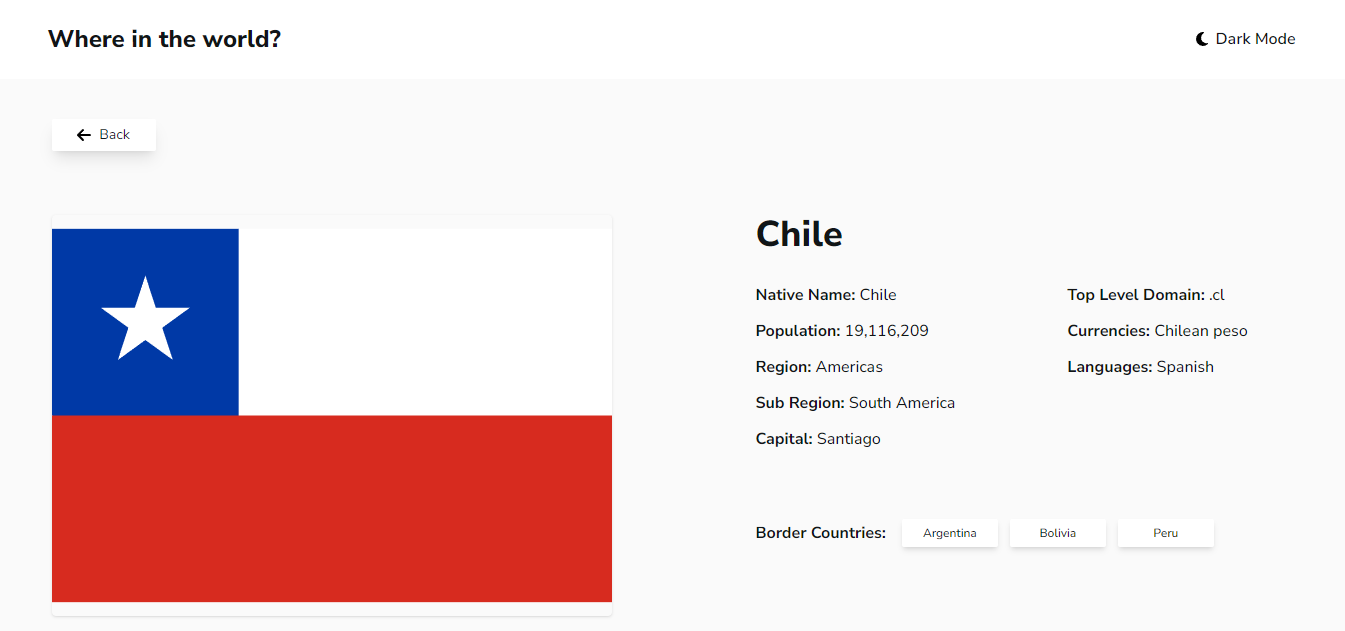 Where in the world?
Dark Mode
Back
Chile
Native Name: Chile
Population: 19,116,209
Region: Americas
Sub Region: South America
Capital: Santiago
Top Level Domain: .cl
Currencies: Chilean peso
Languages: Spanish
Border Countries: Argentina Bolivia Peru